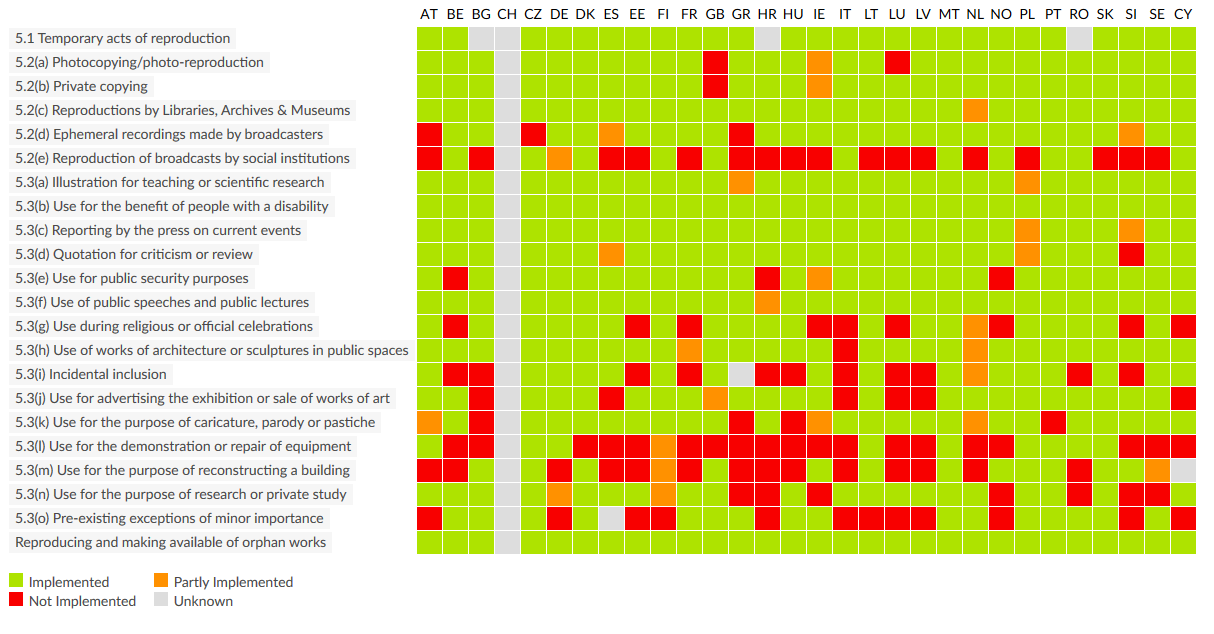 AT BE BG CH CZ DE DK ES EE FI FR GB GR HR HU IE IT LT LU LV MT NL NO PL PT RO SK SI SE CY
5.1 Temporary acts of reproduction
5.2(a) Photocopying/photo-reproduction
5.2(b) Private copying
5.2(c) Reproductions by Libraries, Archives & Museums
5.2(d) Ephemeral recordings made by broadcasters
5.2(e) Reproduction of broadcasts by social institutions
5.3(a) Illustration for teaching or scientific research
5.3(b) Use for the benefit of people with a disability
5.3(c) Reporting by the press on current events
5.3(d) Quotation for criticism or review
5.3(e) Use for public security purposes
5.3(f) Use of public speeches and public lectures
5.3(g) Use during religious or official celebrations
5.3(h) Use of works of architecture or sculptures in public spaces
5.3(i) Incidental inclusion
5.3(j) Use for advertising the exhibition or sale of works of art
5.3(k) Use for the purpose of caricature, parody or pastiche
5.3(l) Use for the demonstration or repair of equipment
5.3(m) Use for the purpose of reconstructing a building
5.3(n) Use for the purpose of research or private study
5.3(o) Pre-existing exceptions of minor importance
Reproducing and making available of orphan works
Implemented Partly Implemented
Not Implemented Unknown